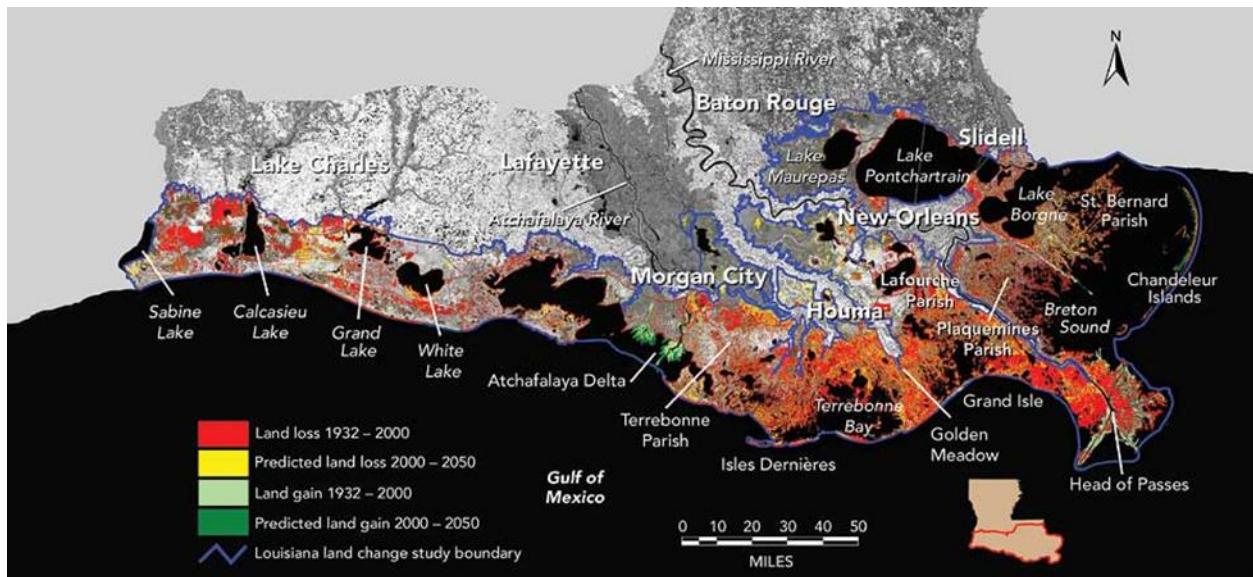 N
Mississippi River
Baton Rouge
Slidell
Lake
Maurepas
Lake
Pontchartrain
Lake Charles
Lafayette
Atchafalaya River
New Orleans
Lake
Borgne
St. Bernard
Parish
Morgan City
Lafourche
Parish
Houma
Chandeleur
Islands
Breton
Sound
Plaquemines
Parish
Sabine
Lake
Calcasieu
Lake
Grand
Lake
White
Lake
Atchafalaya Delta
Terrebonne
Parish
Terrebonne
Bay
Grand Isle
Golden
Meadow
Isles Dernières
Head of Passes
Gulf of
Mexico
Land loss 1932 – 2000
Predicted land loss 2000 – 2050
Land gain 1932 – 2000
Predicted land gain 2000 – 2050
Louisiana land change study boundary
0 10 20 30 40 50
MILES